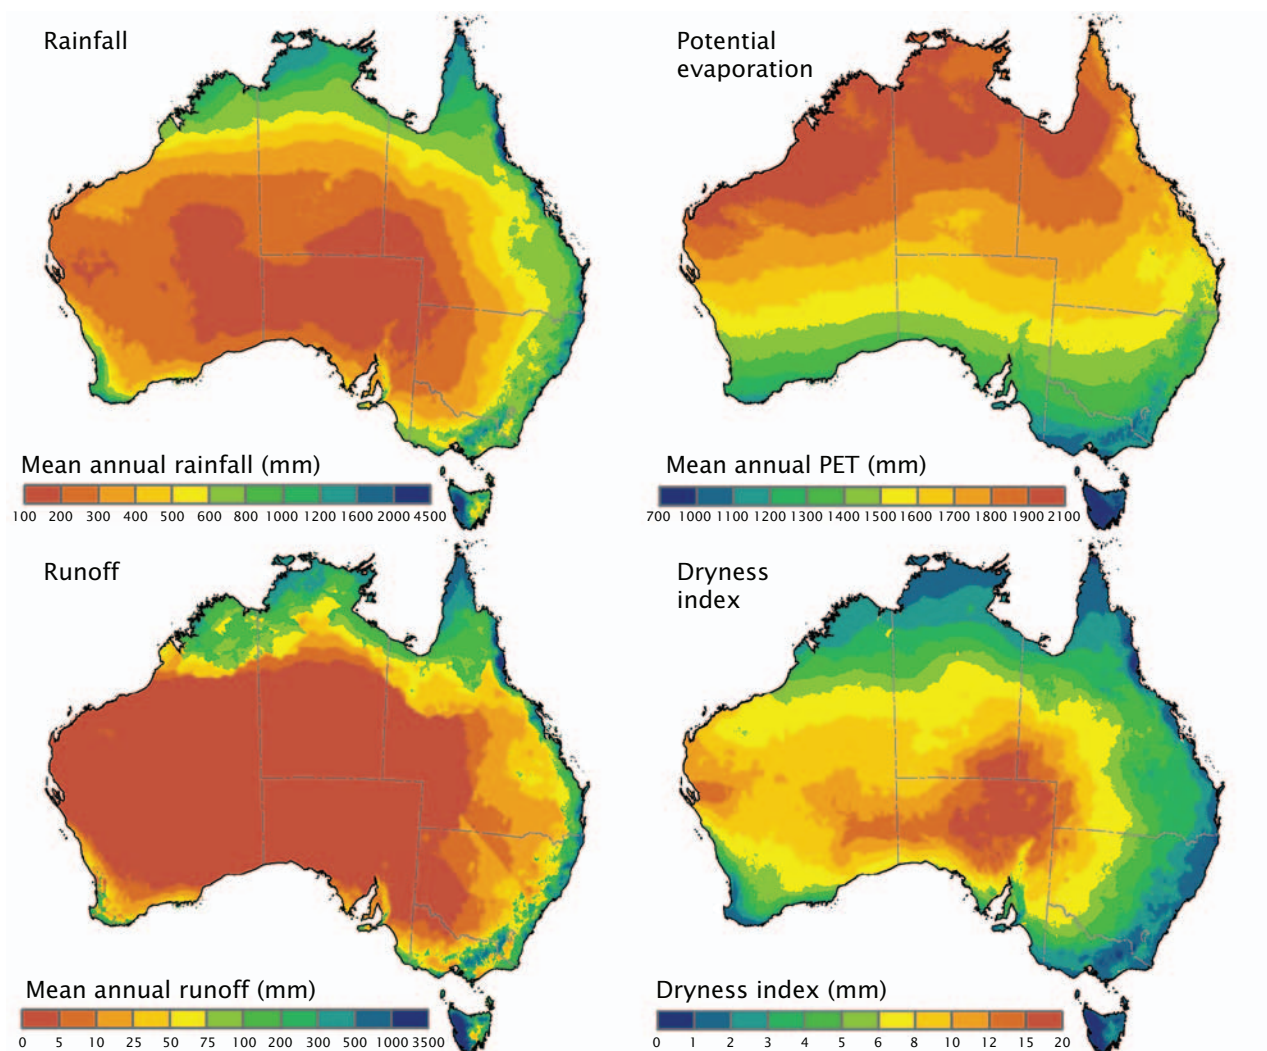 Rainfall
Potential
evaporation
Mean annual rainfall (mm)
100 200 300 400 500 600 800 1000 1200 1600 2000 4500
Mean annual PET (mm)
700 1000 1100 1200 1300 1400 1500 1600 1700 1800 1900 2100
Runoff
Dryness
index
Mean annual runoff (mm)
0 5 10 25 50 75 100 200 300 500 1000 3500
Dryness index (mm)
0 1 2 3 4 5 6 8 10 12 15 20